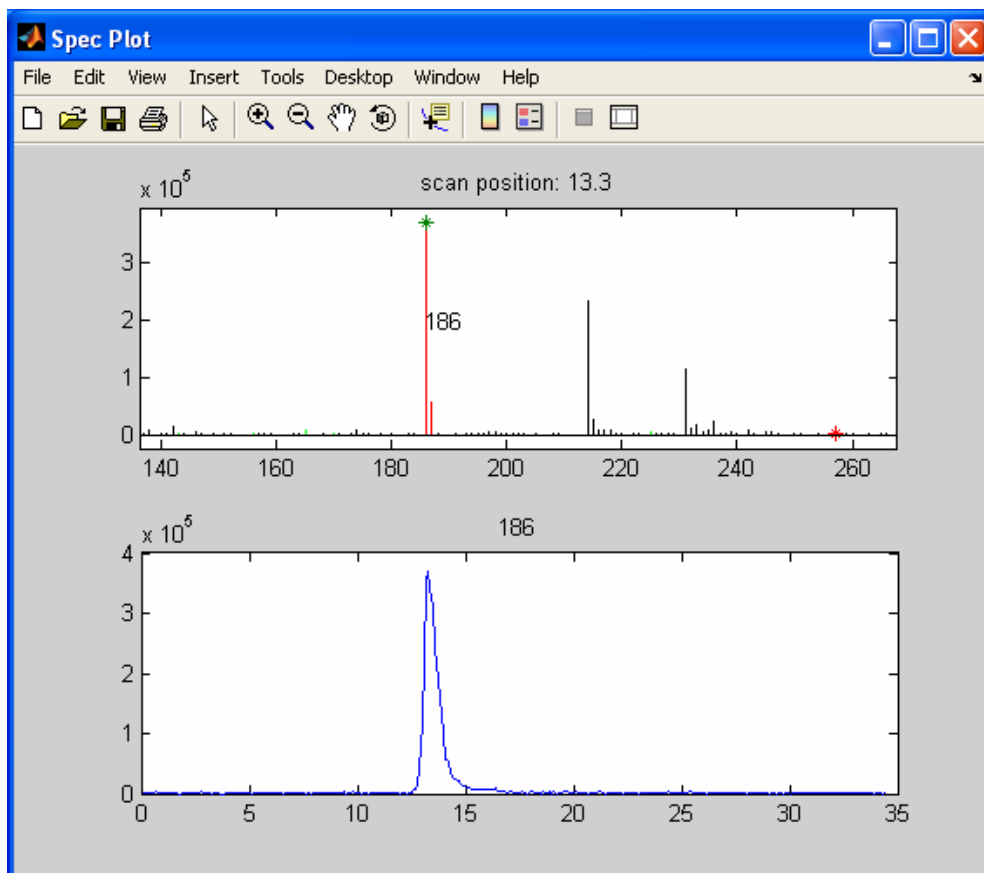 Spec Plot
File Edit View Insert Tools Desktop Window Help
x 10^5
scan position: 13.3
3
2
1
0
186
140 160 180 200 220 240 260
x 10^5
186
4
3
2
1
0
0 5 10 15 20 25 30 35